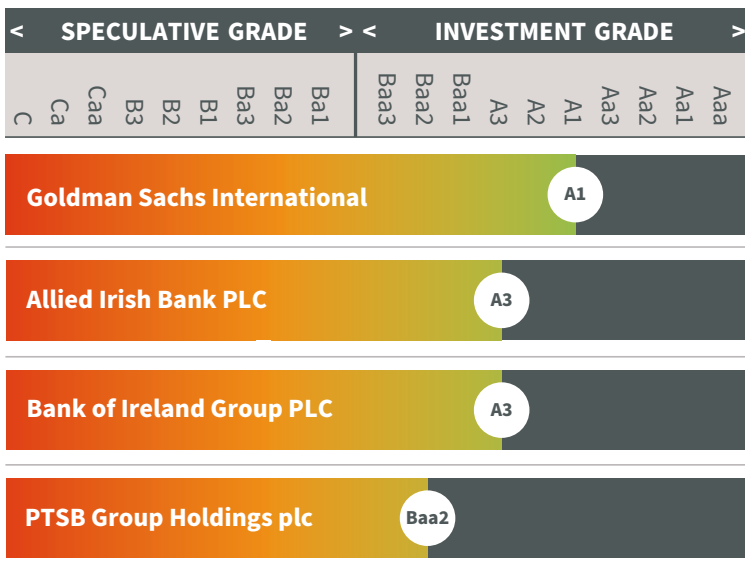 < SPECULATIVE GRADE > < INVESTMENT GRADE >
C Ca Caa B3 B2 B1 Ba3 Ba2 Ba1 Baa3 Baa2 Baa1 A3 A2 A1 Aa3 Aa2 Aa1 Aaa
Goldman Sachs International A1
Allied Irish Bank PLC A3
Bank of Ireland Group PLC A3
PTSB Group Holdings plc Baa2